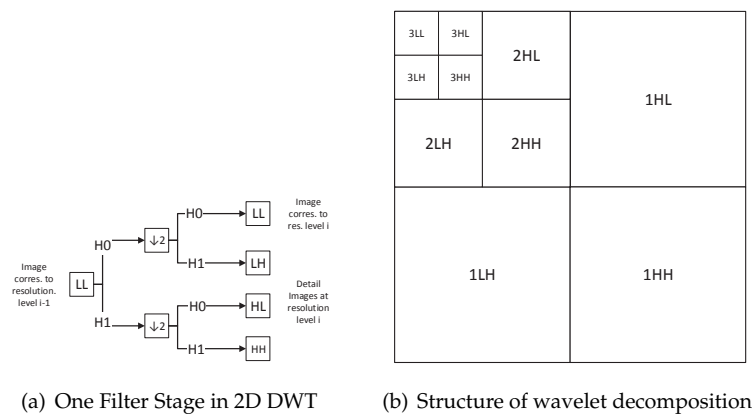 3LL 3HL
2HL
3LH 3HH
1HL
2LH 2HH
1LH 1HH
Image
corres. to
resolution.
level i-1
LL
H0
H1
↓2
↓2
H0
H1
H0
H1
LL
LH
HL
HH
Image
corres. to
res. level i
Detail
Images at
resolution
level i
(a) One Filter Stage in 2D DWT
(b) Structure of wavelet decomposition